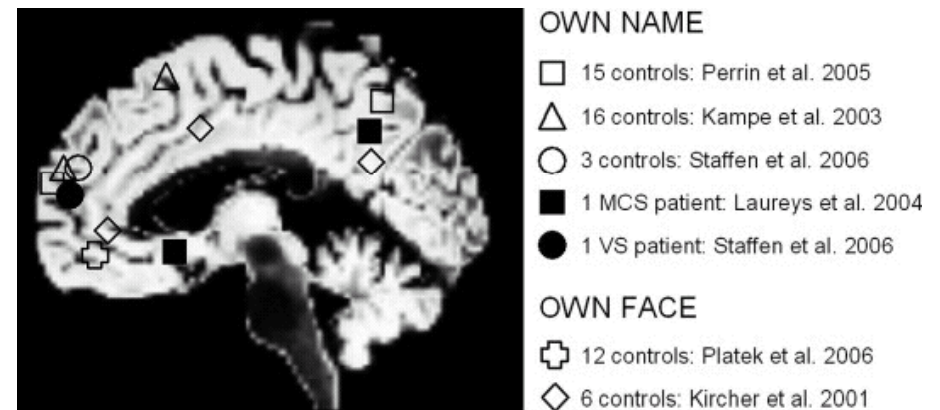 OWN NAME
15 controls: Perrin et al. 2005
16 controls: Kampe et al. 2003
3 controls: Staffen et al. 2006
1 MCS patient: Laureys et al. 2004
1 VS patient: Staffen et al. 2006
OWN FACE
12 controls: Platek et al. 2006
6 controls: Kircher et al. 2001